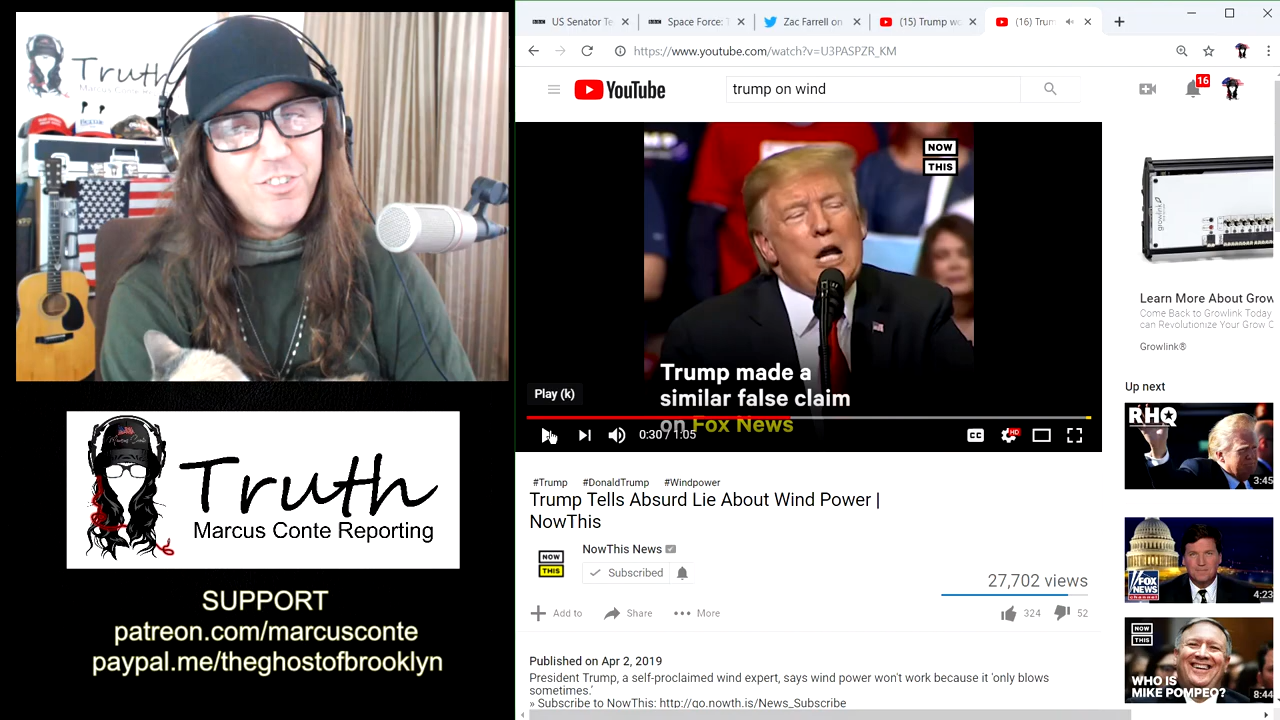 Truth
Marcus Conte
Truth
Marcus Conte Reporting
SUPPORT
patreon.com/marcusconte
paypal.me/theghostofbrooklyn
US Senator Te
Space Force: T
Zac Farrell on
(15) Trump wo
(16) Trum
https://www.youtube.com/watch?v=U3PASPZR_KM
YouTube
trump on wind
16
NOW
THIS
Trump made a
similar false claim
on Fox News
Play (k)
0:30 / 1:05
CC
HD
#Trump #DonaldTrump #Windpower
Trump Tells Absurd Lie About Wind Power |
NowThis
NOW
THIS
NowThis News
Subscribed
27,702 views
Add to
Share
More
324
52
Published on Apr 2, 2019
President Trump, a self-proclaimed wind expert, says wind power won't work because it 'only blows
sometimes.'
» Subscribe to NowThis: http://go.nowth.is/News_Subscribe
growlink
Learn More About Grow
Come Back to Growlink Today
can Revolutionize Your Grow C
Growlink®
Up next
RHQ
3:45
FOX
NEWS
channel
4:23
NOW
THIS
WHO IS
MIKE POMPEO?
8:44